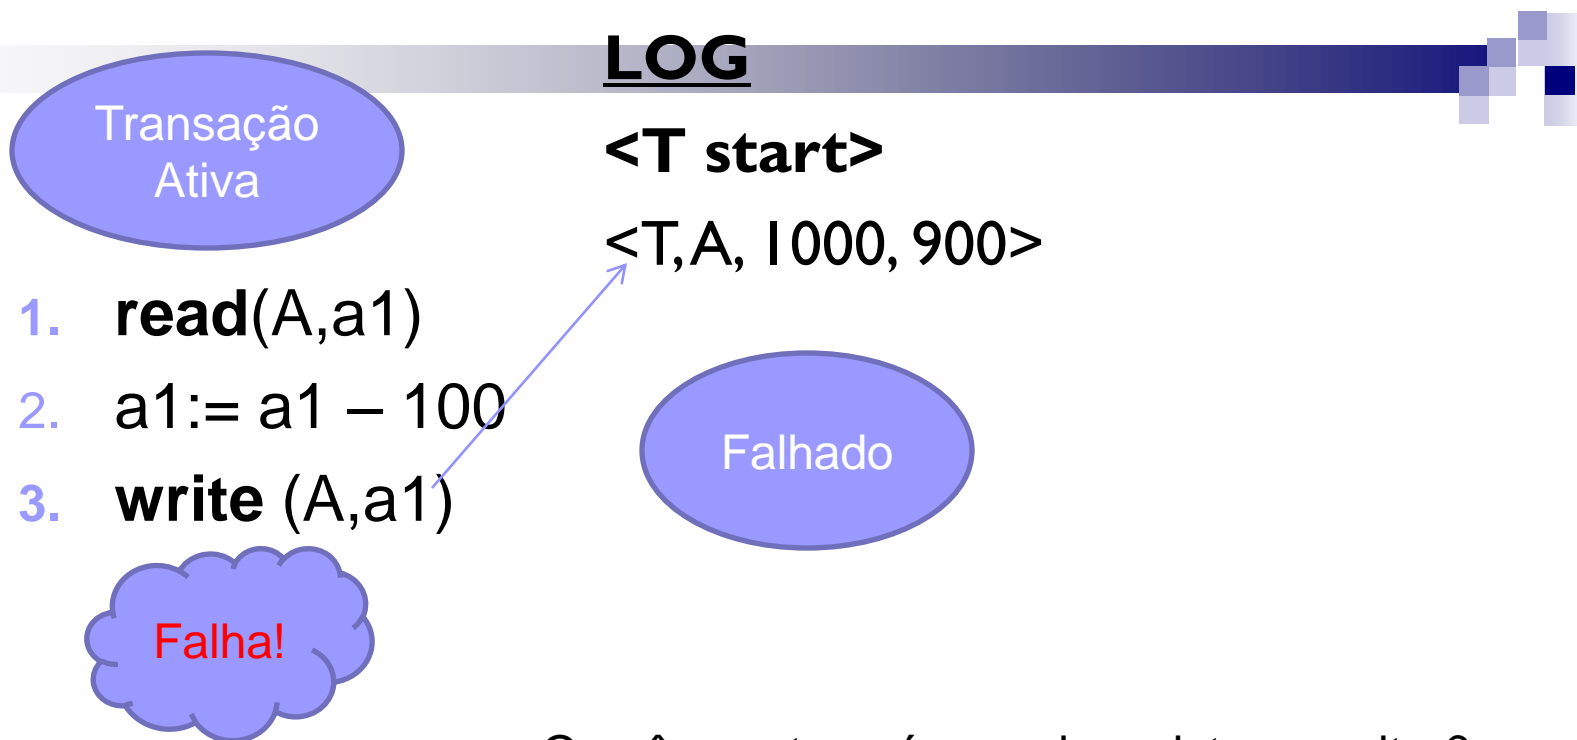 LOG
Transação
Ativa
<T start>
<T, A, 1000, 900>
1. read(A,a1)
2. a1:= a1 – 100
3. write (A,a1)
Falhado
Falha!